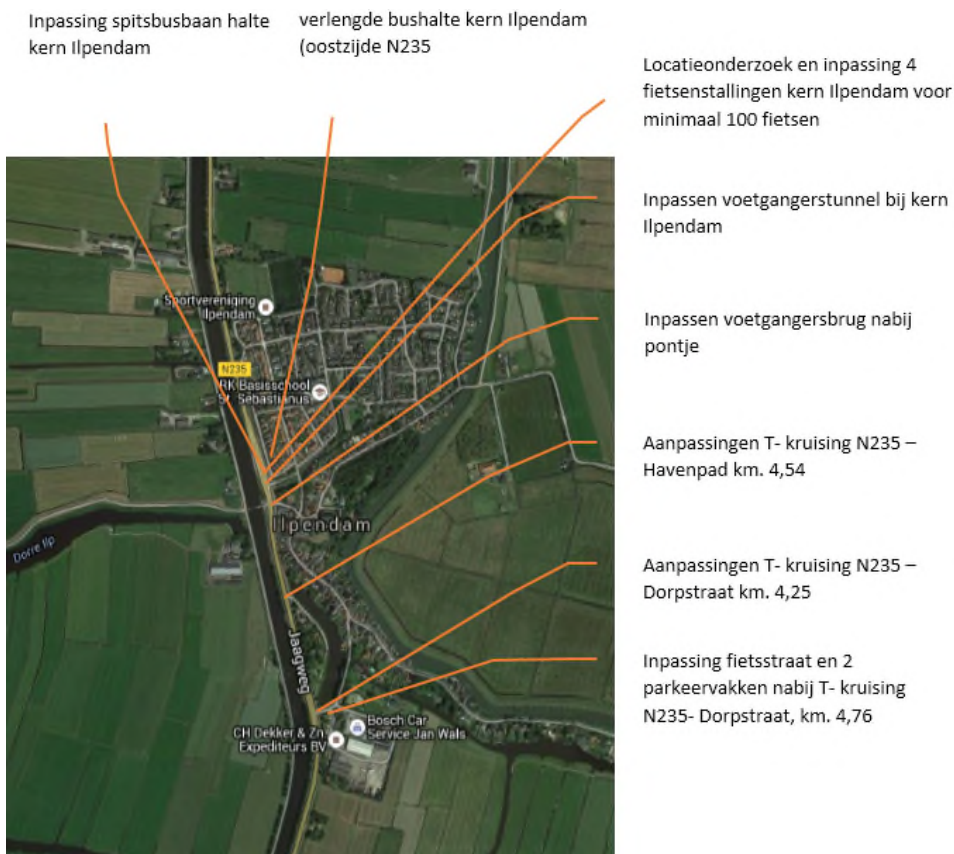 Inpassing spitsbusbaan halte
kern Ilpendam
verlengde bushalte kern Ilpendam
(oostzijde N235
Locatieonderzoek en inpassing 4
fietsenstallingen kern Ilpendam voor
minimaal 100 fietsen
Inpassen voetgangerstunnel bij kern
Ilpendam
Inpassen voetgangersbrug nabij
pontje
Aanpassingen T- kruising N235 –
Havenpad km. 4,54
Aanpassingen T- kruising N235 –
Dorpstraat km. 4,25
Inpassing fietsstraat en 2
parkeervakken nabij T- kruising
N235- Dorpstraat, km. 4,76
Sportvereniging
Ilpendam
N235
RK Basisschool
St. Sebastianus
Ilpendam
Dorre Ilp
Jaagweg
Bosch Car
Service Jan Wals
CH Dekker & Zn.
Expediteurs BV